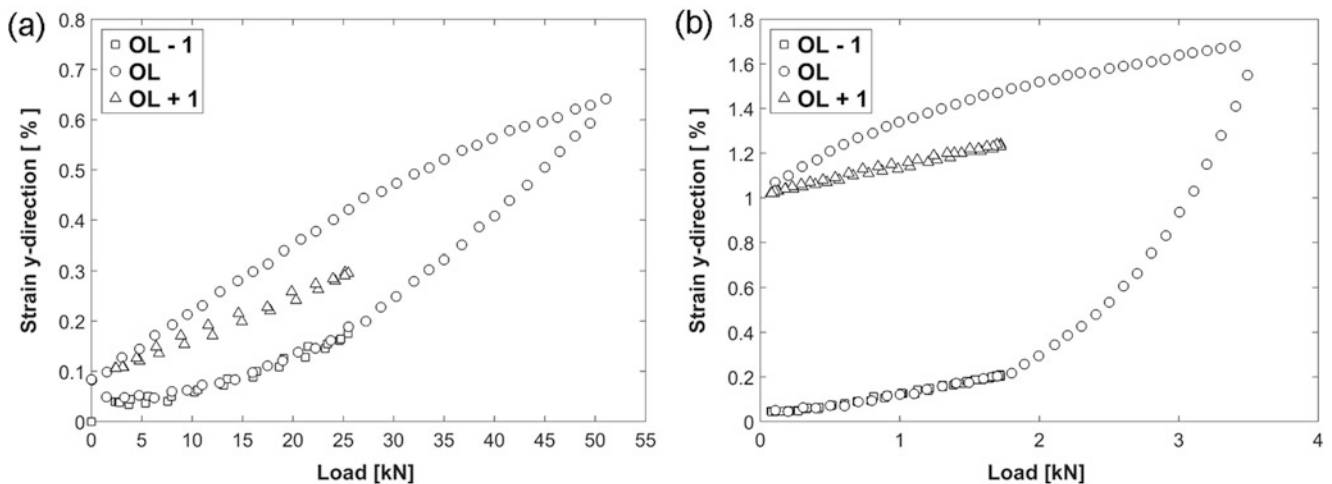 (a)
0.8
0.7
0.6
0.5
0.4
0.3
0.2
0.1
0
Strain y-direction [ % ]
OL - 1
OL
OL + 1
0 5 10 15 20 25 30 35 40 45 50 55
Load [kN]
(b)
1.8
1.6
1.4
1.2
1
0.8
0.6
0.4
0.2
0
Strain y-direction [ % ]
OL - 1
OL
OL + 1
0 1 2 3 4
Load [kN]